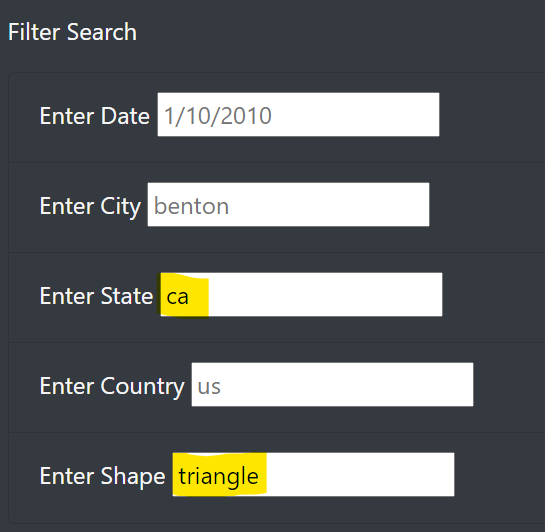 Filter Search
Enter Date 1/10/2010
Enter City benton
Enter State ca
Enter Country us
Enter Shape triangle